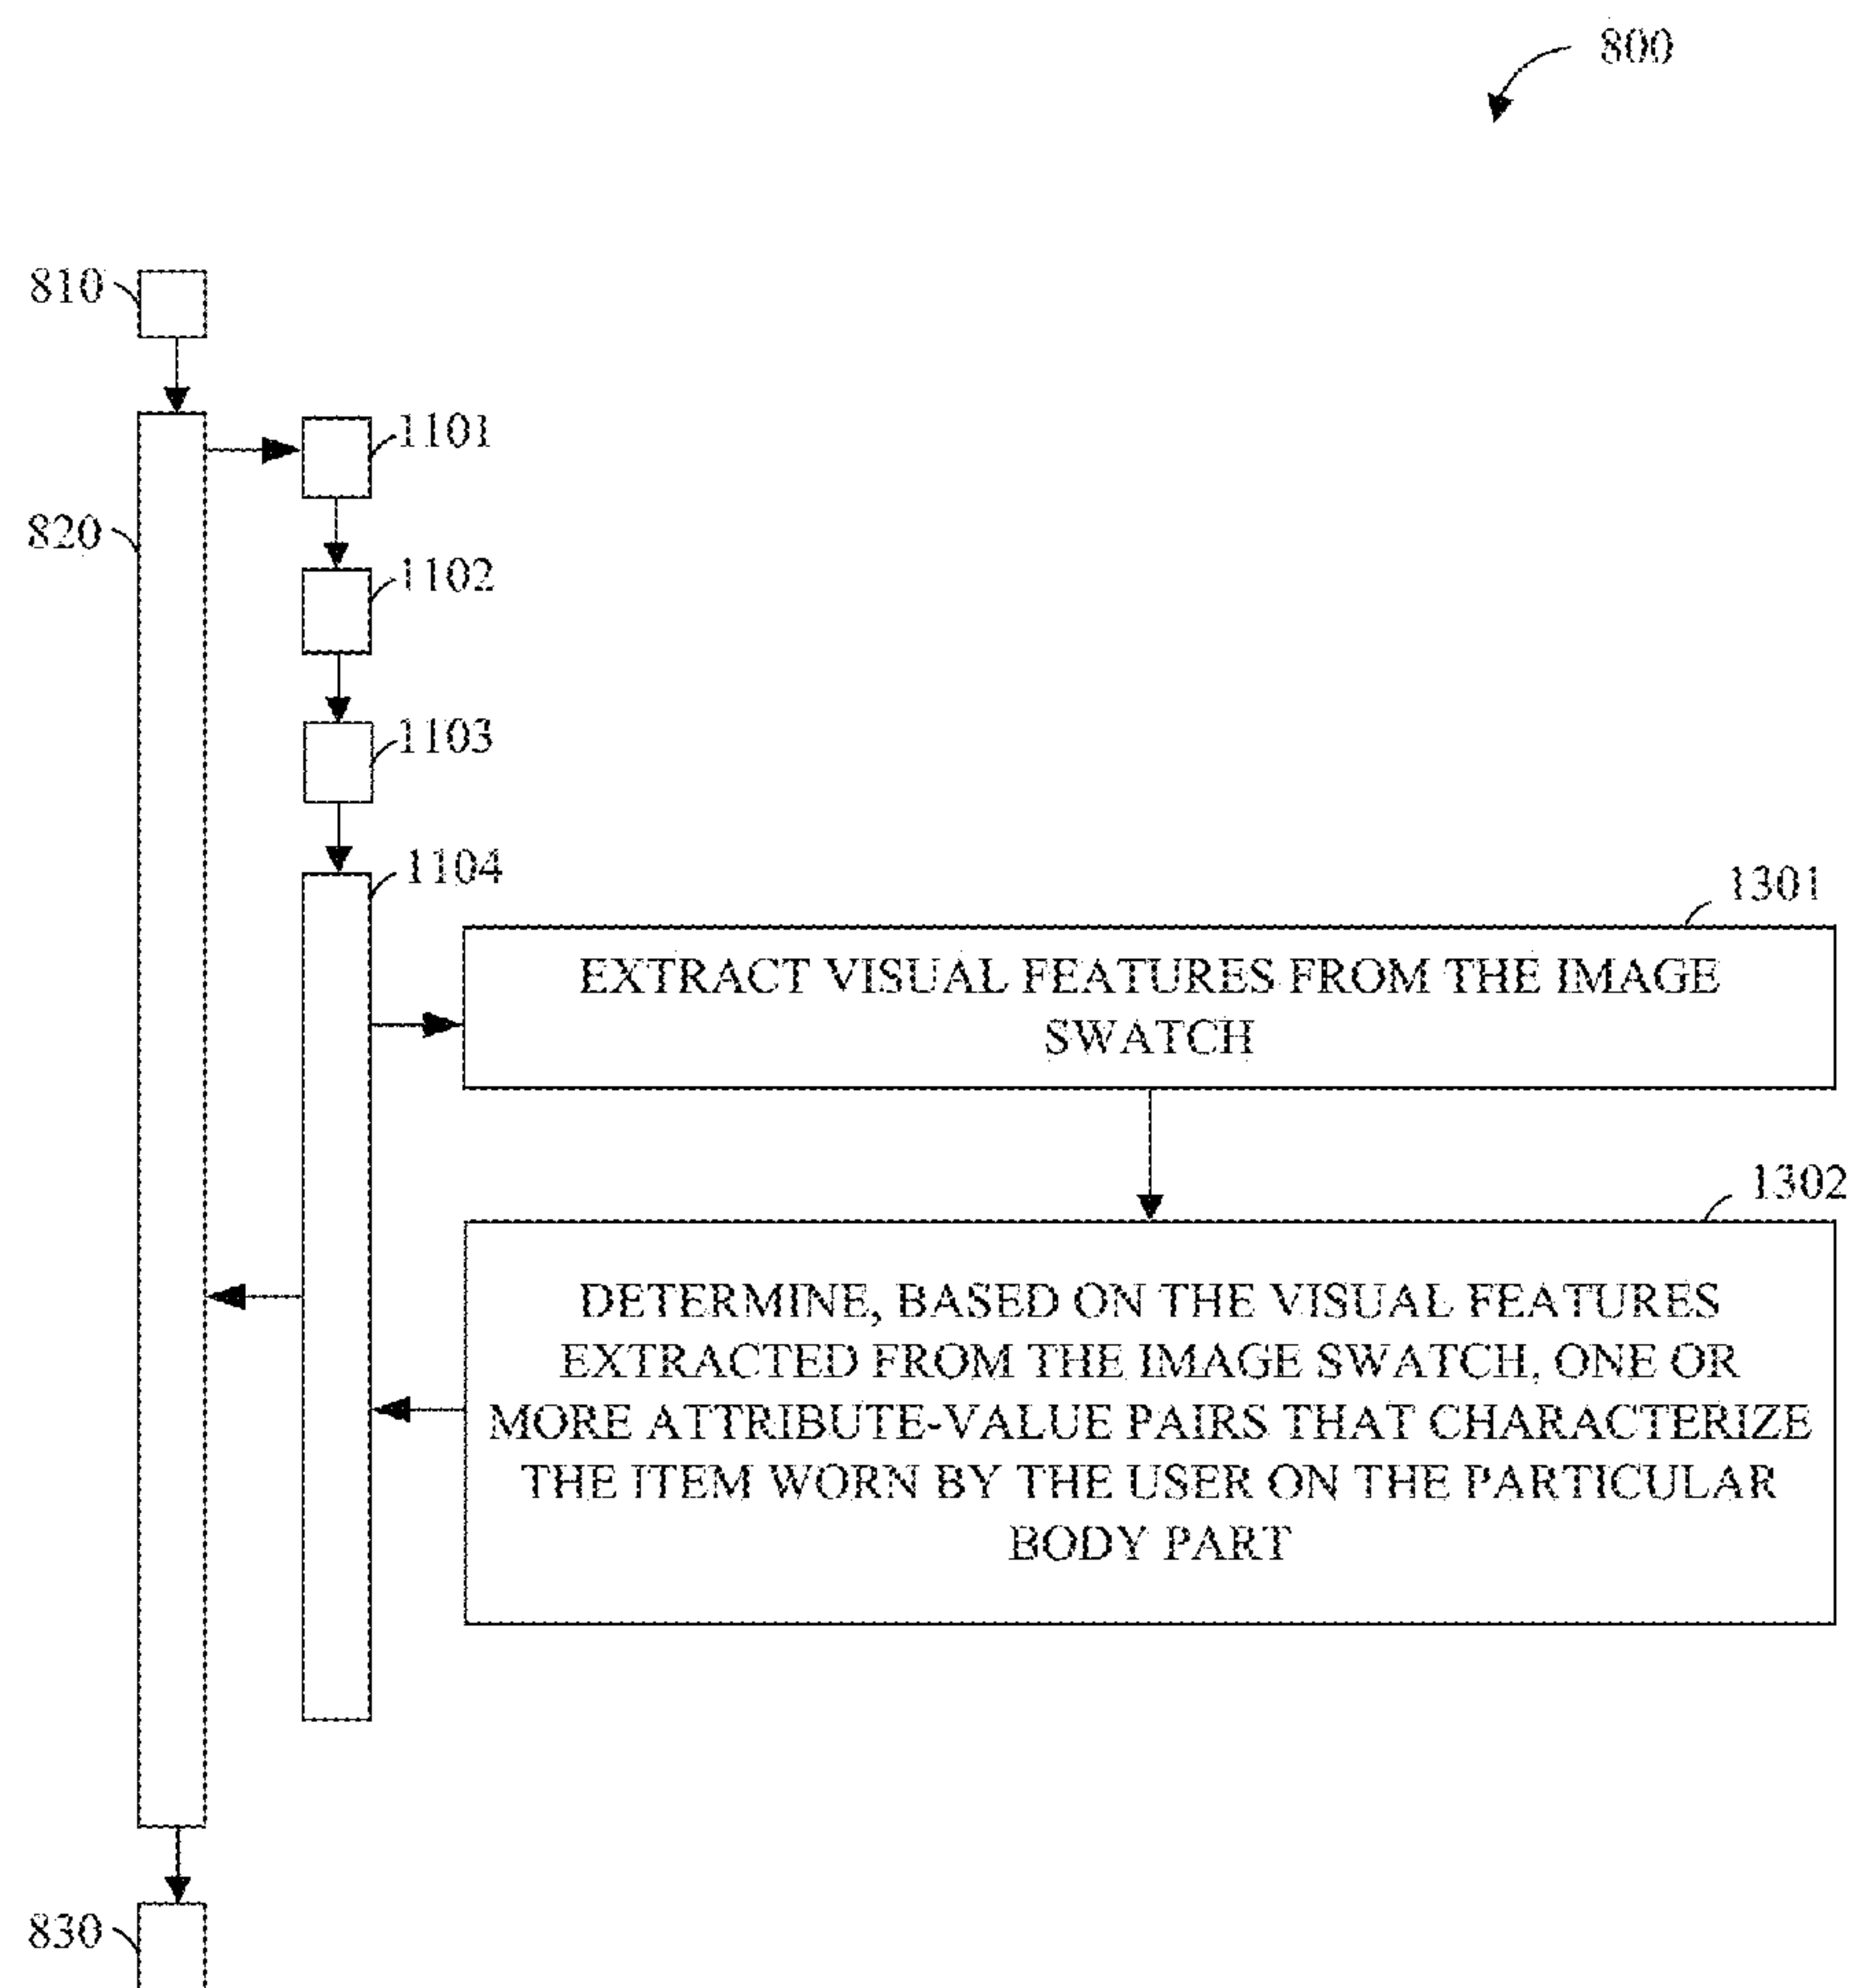 800
810
1101
820
1102
1103
1104
1301
EXTRACT VISUAL FEATURES FROM THE IMAGE
SWATCH
1302
DETERMINE, BASED ON THE VISUAL FEATURES
EXTRACTED FROM THE IMAGE SWATCH, ONE OR
MORE ATTRIBUTE-VALUE PAIRS THAT CHARACTERIZE
THE ITEM WORN BY THE USER ON THE PARTICULAR
BODY PART
830